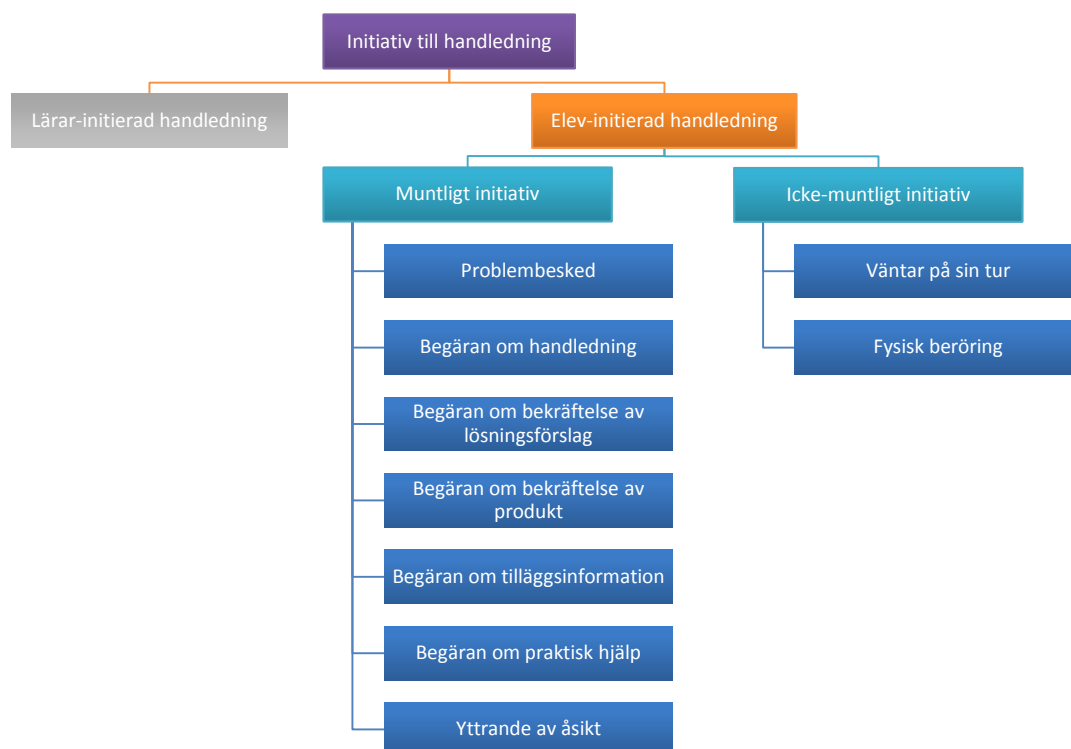 Initiativ till handledning
Lärar-initierad handledning
Elev-initierad handledning
Muntligt initiativ
Icke-muntligt initiativ
Problembesked
Väntar på sin tur
Begäran om handledning
Fysisk beröring
Begäran om bekräftelse av
lösningsförslag
Begäran om bekräftelse av
produkt
Begäran om tilläggsinformation
Begäran om praktisk hjälp
Yttrande av åsikt